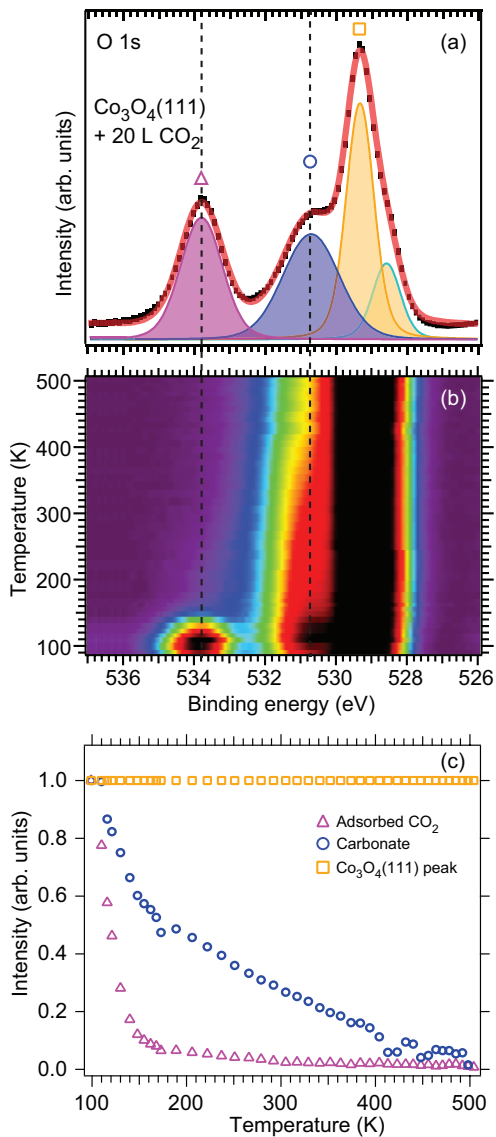 O 1s
(a)
Co₃O₄(111)
+ 20 L CO₂
Intensity (arb. units)
500
(b)
400
300
200
100
Temperature (K)
536
534
532
530
528
526
Binding energy (eV)
(c)
1.0
0.8
0.6
0.4
0.2
0.0
Intensity (arb. units)
Adsorbed CO₂
Carbonate
Co₃O₄(111) peak
100
200
300
400
500
Temperature (K)